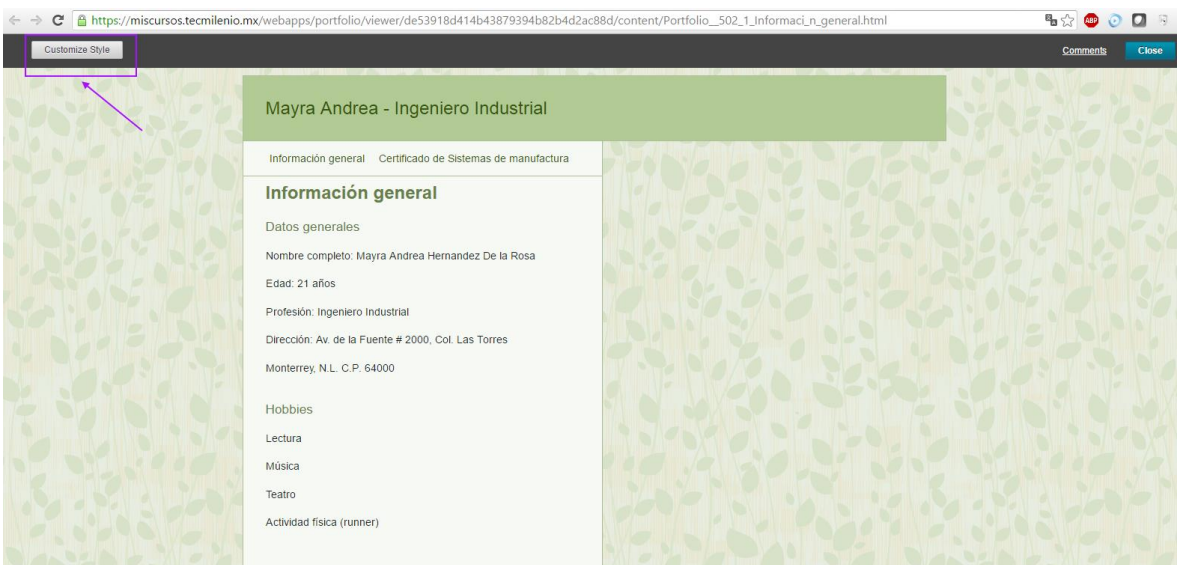 https://miscursos.tecmilenio.mx/webapps/portfolio/viewer/de53918d414b43879394b82b4d2ac88d/content/Portfolio__502_1_Informaci_n_general.html
ABP
Customize Style
Comments
Close
Mayra Andrea - Ingeniero Industrial
Información general Certificado de Sistemas de manufactura
Información general
Datos generales
Nombre completo: Mayra Andrea Hernandez De la Rosa
Edad: 21 años
Profesión: Ingeniero Industrial
Dirección: Av. de la Fuente # 2000, Col. Las Torres
Monterrey, N.L. C.P. 64000
Hobbies
Lectura
Música
Teatro
Actividad física (runner)